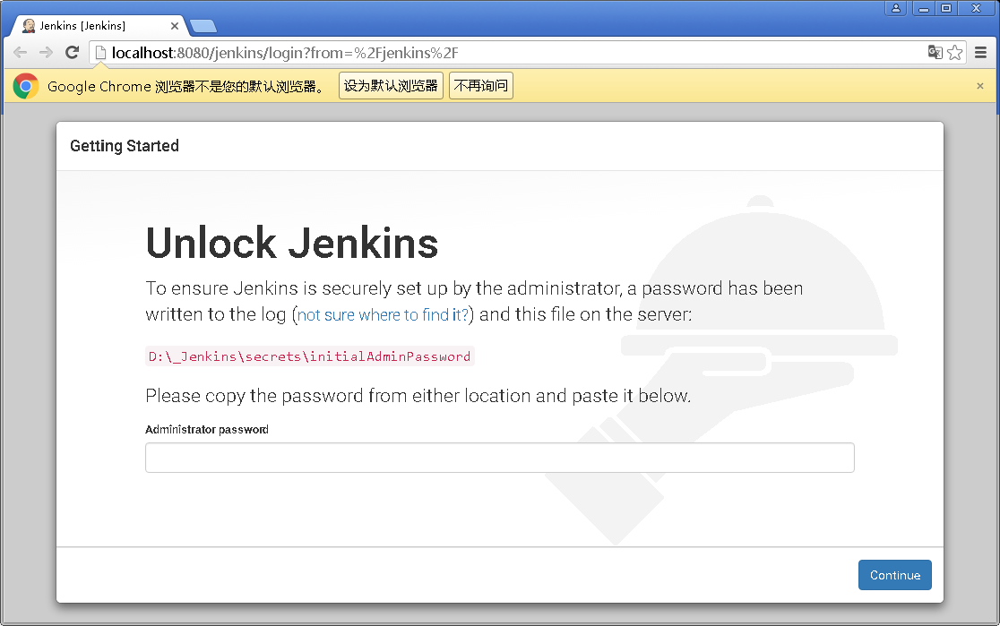 Jenkins [Jenkins]
localhost:8080/jenkins/login?from=%2Fjenkins%2F
Google Chrome 浏览器不是您的默认浏览器。 设为默认浏览器 不再询问
Getting Started
Unlock Jenkins
To ensure Jenkins is securely set up by the administrator, a password has been
written to the log (not sure where to find it?) and this file on the server:
D:\_Jenkins\secrets\initialAdminPassword
Please copy the password from either location and paste it below.
Administrator password
Continue